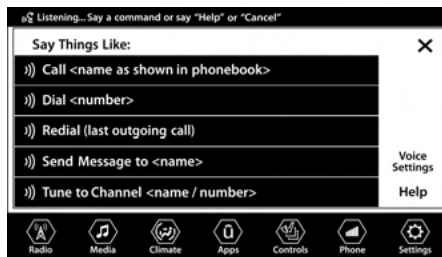 Listening... Say a command or say "Help" or "Cancel"
Say Things Like:
Call <name as shown in phonebook>
Dial <number>
Redial (last outgoing call)
Send Message to <name>
Tune to Channel <name / number>
Voice
Settings
Help
Radio
Media
Climate
Apps
Controls
Phone
Settings